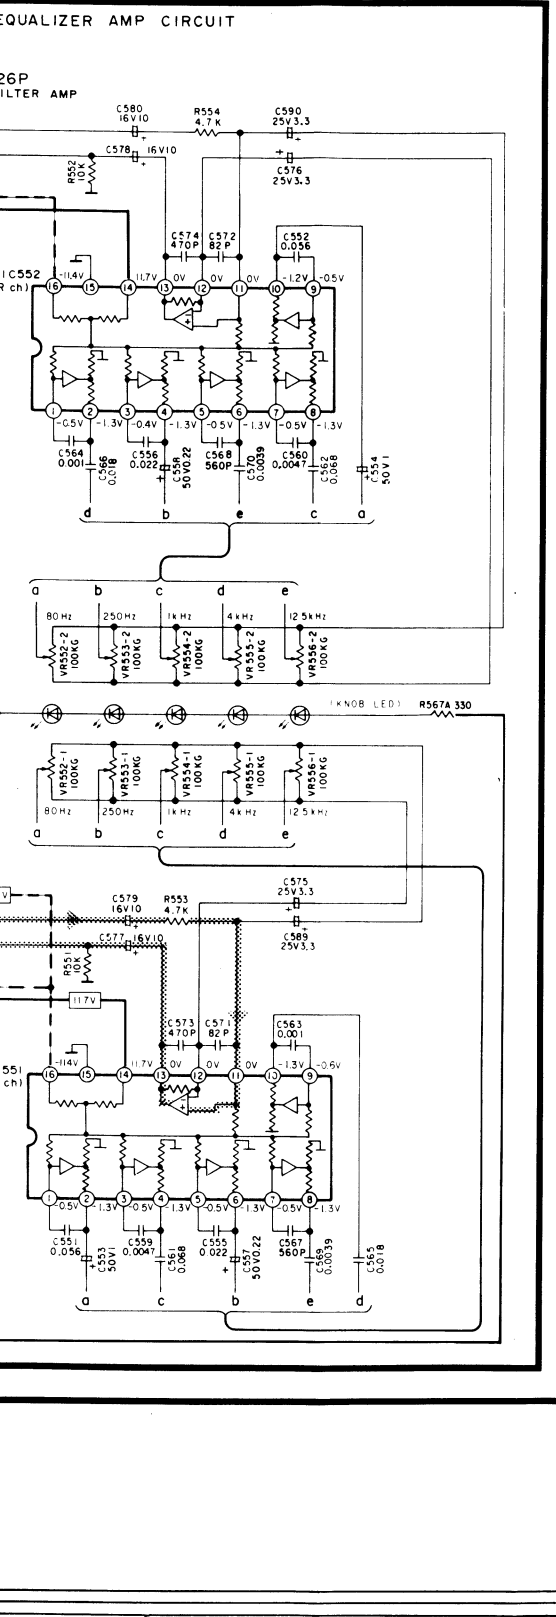 EQUALIZER AMP CIRCUIT
26P
ILTER AMP
C580
16V10
R554
4.7K
C590
25V3.3
C578 16V10
R552
10K
C576
25V3.3
C574
470P
C572
82P
C552
0.056
IC552
R ch)
-11.4V
11.7V
0V
0V
0V
-1.2V
-0.5V
16 15 14 13 12 11 10 9
1 2 3 4 5 6 7 8
-0.5V
-1.3V
-0.4V
-1.3V
-0.5V
-1.3V
-0.5V
-1.3V
C564
0.001
C566
0.018
C556
0.022
C558
50V0.22
C568
560P
C570
0.0039
C560
0.0047
C562
0.068
C554
50V1
d b e c a
a b c d e
80Hz 250Hz 1kHz 4kHz 12.5kHz
VR552-2
100KG
VR553-2
100KG
VR554-2
100KG
VR555-2
100KG
VR556-2
100KG
(KNOB LED) R567A 330
VR552-1
100KG
VR553-1
100KG
VR554-1
100KG
VR555-1
100KG
VR556-1
100KG
80Hz 250Hz 1kHz 4kHz 12.5kHz
a b c d e
V
C579
16V10
R553
4.7K
C575
25V3.3
C589
25V3.3
C577 16V10
R551
10K
11.7V
C573
470P
C571
82P
C563
0.001
551
ch)
-11.4V
11.7V
0V
0V
0V
-1.3V
-0.6V
16 15 14 13 12 11 10 9
1 2 3 4 5 6 7 8
-0.5V
-1.3V
-0.5V
-1.3V
-0.5V
-1.3V
-0.5V
-1.3V
C551
0.056
C553
50V1
C559
0.0047
C561
0.068
C555
0.022
C557
50V0.22
C567
560P
C569
0.0039
C565
0.018
a c b e d